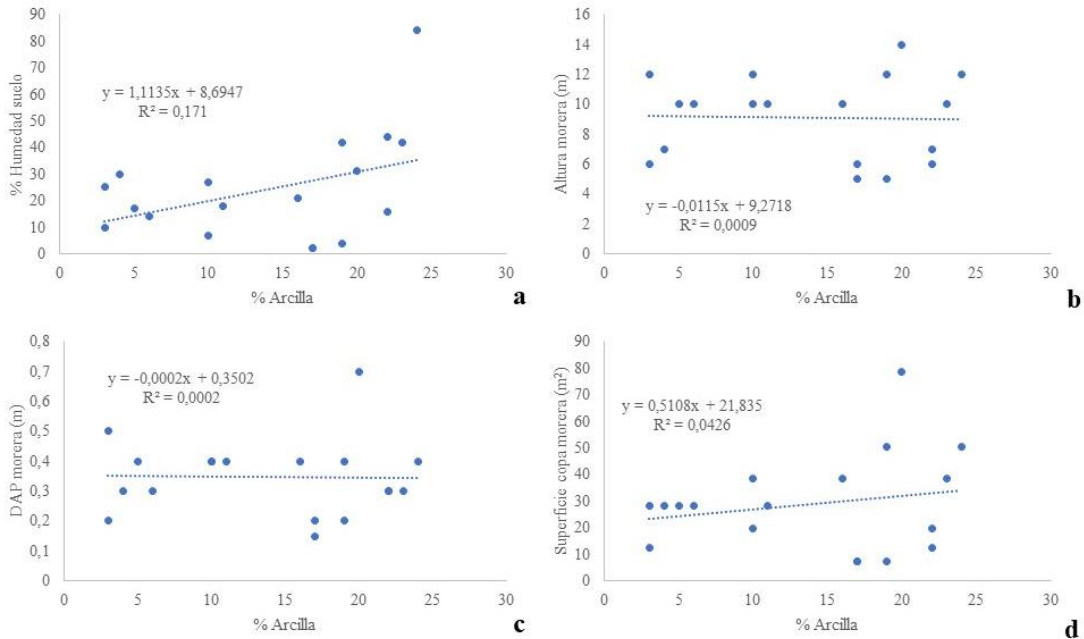 90
80
70
60
50
40
30
20
10
0
% Humedad suelo
y = 1,1135x + 8,6947
R² = 0,171
0 5 10 15 20 25 30
% Arcilla
a
16
14
12
10
8
6
4
2
0
Altura morera (m)
y = -0,0115x + 9,2718
R² = 0,0009
0 5 10 15 20 25 30
% Arcilla
b
0,8
0,7
0,6
0,5
0,4
0,3
0,2
0,1
0
DAP morera (m)
y = -0,0002x + 0,3502
R² = 0,0002
0 5 10 15 20 25 30
% Arcilla
c
90
80
70
60
50
40
30
20
10
0
Superficie copa morera (m²)
y = 0,5108x + 21,835
R² = 0,0426
0 5 10 15 20 25 30
% Arcilla
d